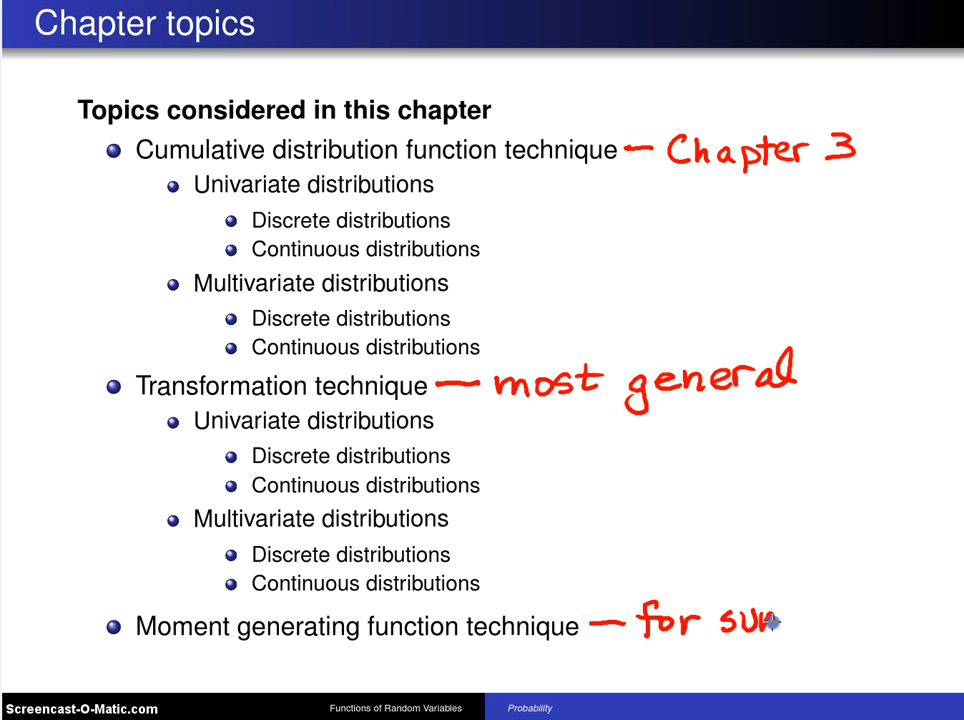 Chapter topics
Topics considered in this chapter
Cumulative distribution function technique — Chapter 3
Univariate distributions
Discrete distributions
Continuous distributions
Multivariate distributions
Discrete distributions
Continuous distributions
Transformation technique — most general
Univariate distributions
Discrete distributions
Continuous distributions
Multivariate distributions
Discrete distributions
Continuous distributions
Moment generating function technique — for
Screencast-O-Matic.com Functions of Random Variables Probability